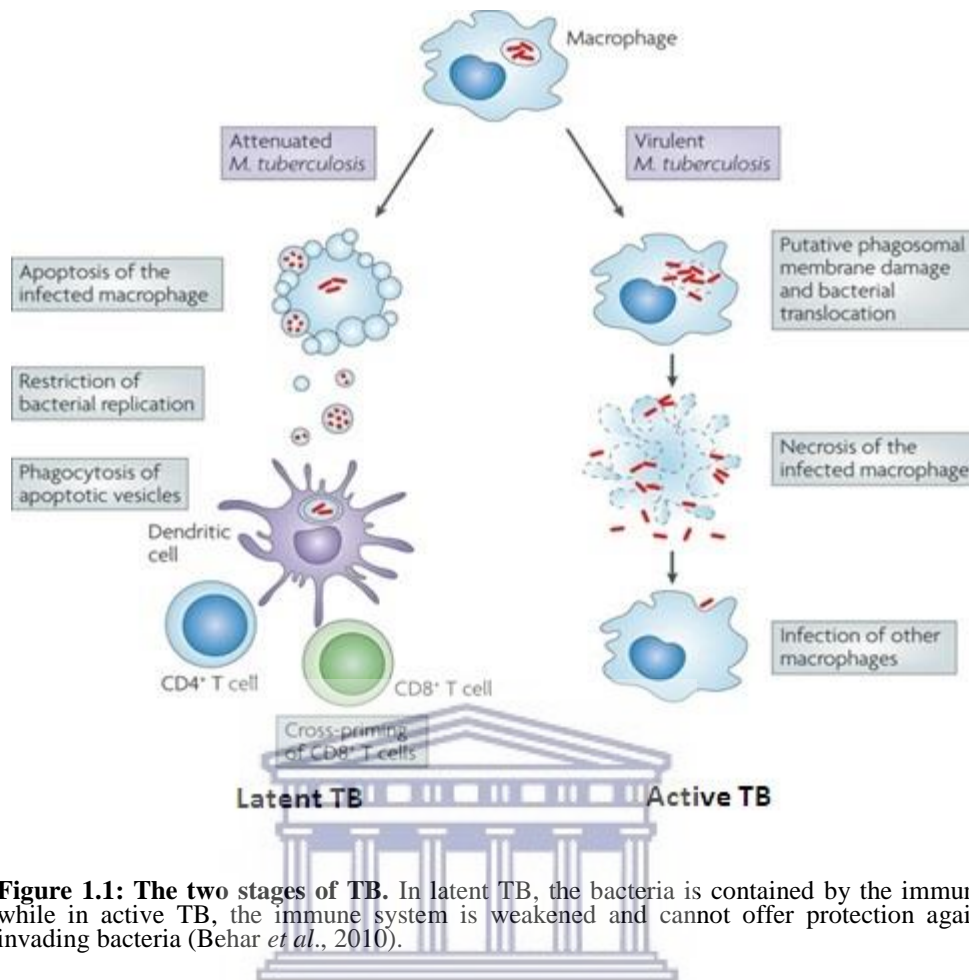 Macrophage
Attenuated
M. tuberculosis
Virulent
M. tuberculosis
Apoptosis of the
infected macrophage
Putative phagosomal
membrane damage
and bacterial
translocation
Restriction of
bacterial replication
Necrosis of the
infected macrophage
Phagocytosis of
apoptotic vesicles
Dendritic
cell
CD4⁺ T cell
CD8⁺ T cell
Infection of other
macrophages
Cross-priming
of CD8⁺ T cells
Latent TB
Active TB
Figure 1.1: The two stages of TB. In latent TB, the bacteria is contained by the immun
while in active TB, the immune system is weakened and cannot offer protection agai
invading bacteria (Behar et al., 2010).